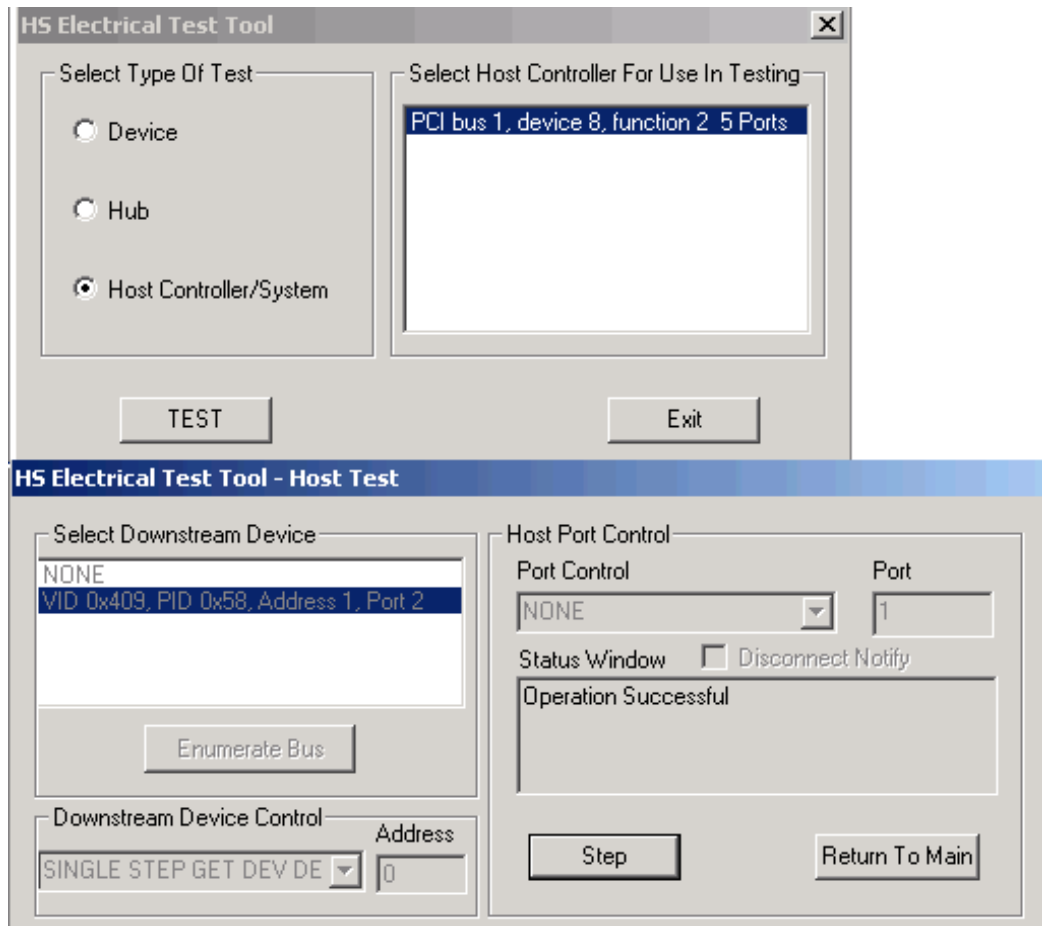 HS Electrical Test Tool
Select Type Of Test
Device
Hub
Host Controller/System
Select Host Controller For Use In Testing
PCI bus 1, device 8, function 2 5 Ports
TEST
Exit
HS Electrical Test Tool - Host Test
Select Downstream Device
NONE
VID 0x409, PID 0x58, Address 1, Port 2
Enumerate Bus
Downstream Device Control
Address
SINGLE STEP GET DEV DE
0
Host Port Control
Port Control
Port
NONE
1
Status Window
Disconnect Notify
Operation Successful
Step
Return To Main